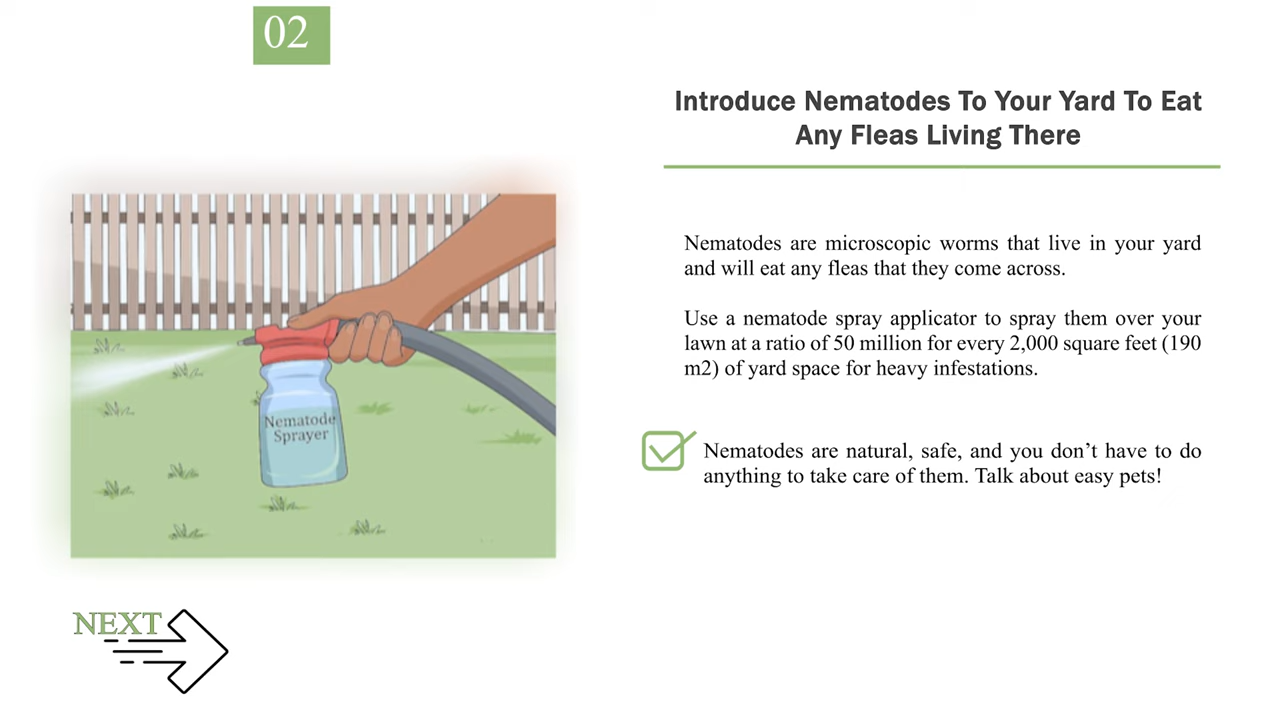 02
Introduce Nematodes To Your Yard To Eat
Any Fleas Living There
Nematodes are microscopic worms that live in your yard
and will eat any fleas that they come across.
Use a nematode spray applicator to spray them over your
lawn at a ratio of 50 million for every 2,000 square feet (190
m2) of yard space for heavy infestations.
Nematode
Sprayer
Nematodes are natural, safe, and you don’t have to do
anything to take care of them. Talk about easy pets!
NEXT